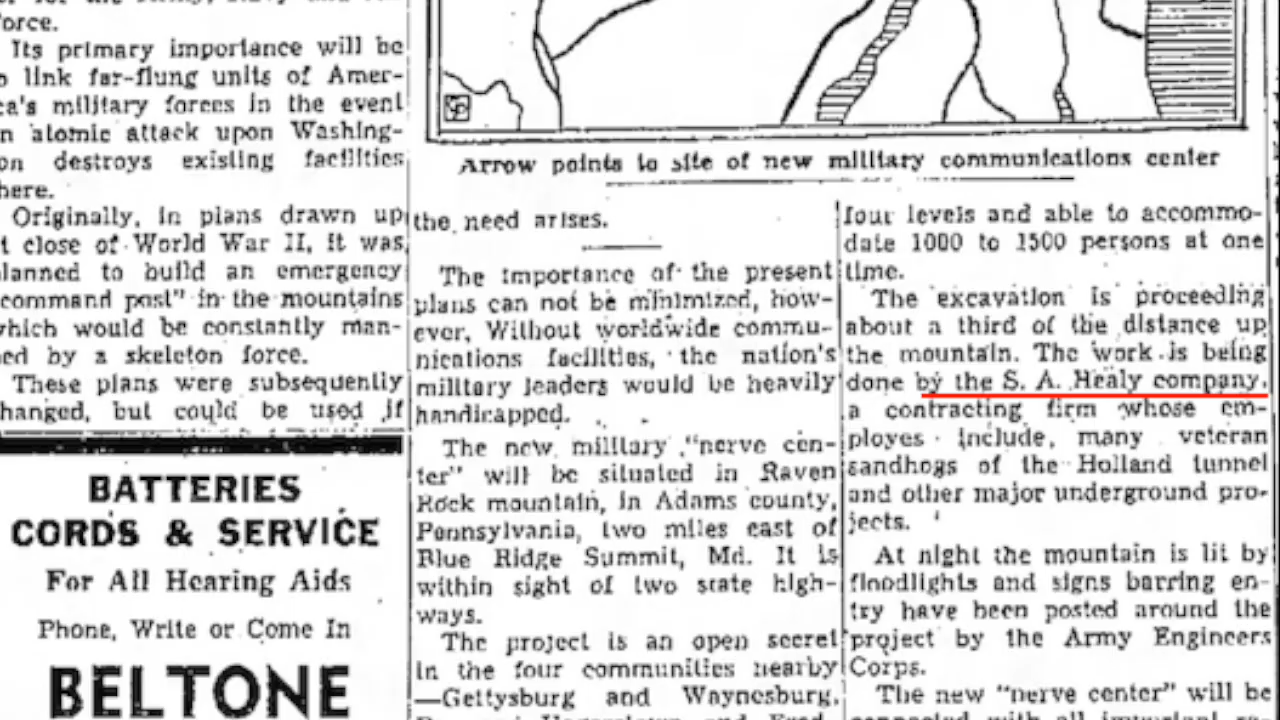 Force.
Its primary importance will be
link far-flung units of Amer-
ca's military forces in the event
n atomic attack upon Washing-
on destroys existing facilities
here.
Originally, in plans drawn up
t close of World War II, it was
lanned to build an emergency
command post" in the mountains
which would be constantly man-
ned by a skeleton force.
These plans were subsequently
hanged, but could be used if
BATTERIES
CORDS & SERVICE
For All Hearing Aids
Phone, Write or Come In
BELTONE
Arrow points to site of new military communications center
the need arises.
The importance of the present
plans can not be minimized, how-
ever. Without worldwide commu-
nications facilities, the nation's
military leaders would be heavily
handicapped.
The new military "nerve cen-
ter" will be situated in Raven
Rock mountain, in Adams county,
Pennsylvania, two miles east of
Blue Ridge Summit, Md. It is
within sight of two state high-
ways.
The project is an open secret
in the four communities nearby
—Gettysburg and Waynesburg,
four levels and able to accommo-
date 1000 to 1500 persons at one
time.
The excavation is proceeding
about a third of the distance up
the mountain. The work is being
done by the S. A. Healy company,
a contracting firm whose em-
ployes include, many veteran
sandhogs of the Holland tunnel
and other major underground pro-
jects.
At night the mountain is lit by
floodlights and signs barring en-
try have been posted around the
project by the Army Engineers
Corps.
The new "nerve center" will be